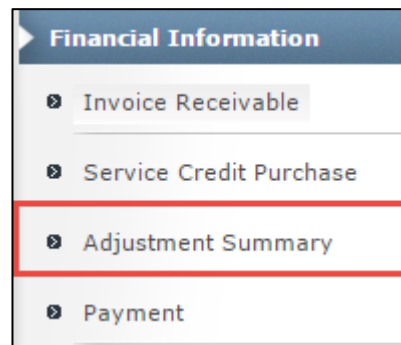 Financial Information
Invoice Receivable
Service Credit Purchase
Adjustment Summary
Payment